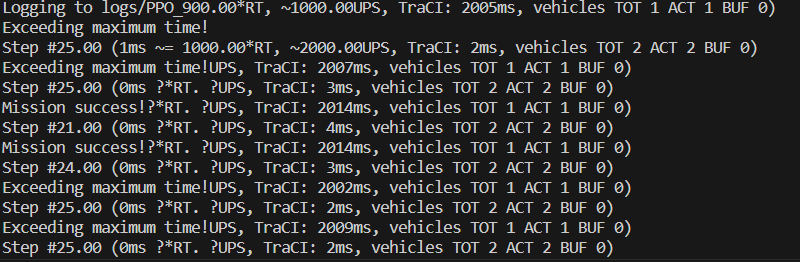 Logging to logs/PPO_900.00*RT, ~1000.00UPS, TraCI: 2005ms, vehicles TOT 1 ACT 1 BUF 0)
Exceeding maximum time!
Step #25.00 (1ms ~= 1000.00*RT, ~2000.00UPS, TraCI: 2ms, vehicles TOT 2 ACT 2 BUF 0)
Exceeding maximum time!UPS, TraCI: 2007ms, vehicles TOT 1 ACT 1 BUF 0)
Step #25.00 (0ms ?*RT. ?UPS, TraCI: 3ms, vehicles TOT 2 ACT 2 BUF 0)
Mission success!?*RT. ?UPS, TraCI: 2014ms, vehicles TOT 1 ACT 1 BUF 0)
Step #21.00 (0ms ?*RT. ?UPS, TraCI: 4ms, vehicles TOT 2 ACT 2 BUF 0)
Mission success!?*RT. ?UPS, TraCI: 2014ms, vehicles TOT 1 ACT 1 BUF 0)
Step #24.00 (0ms ?*RT. ?UPS, TraCI: 3ms, vehicles TOT 2 ACT 2 BUF 0)
Exceeding maximum time!UPS, TraCI: 2002ms, vehicles TOT 1 ACT 1 BUF 0)
Step #25.00 (0ms ?*RT. ?UPS, TraCI: 2ms, vehicles TOT 2 ACT 2 BUF 0)
Exceeding maximum time!UPS, TraCI: 2009ms, vehicles TOT 1 ACT 1 BUF 0)
Step #25.00 (0ms ?*RT. ?UPS, TraCI: 2ms, vehicles TOT 2 ACT 2 BUF 0)